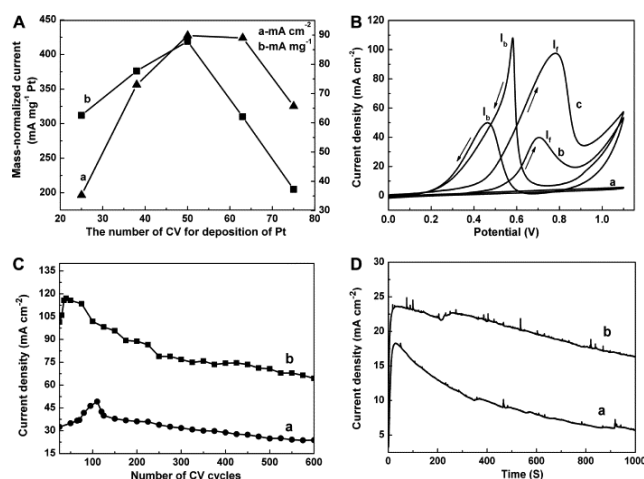 A
a-mA cm-2
b-mA mg-1
Mass-normalized current
(mA mg-1 Pt)
450
400
350
300
250
200
90
80
70
60
50
40
30
b
a
20 30 40 50 60 70 80
The number of CV for deposition of Pt
B
Current density (mA cm-2)
120
100
80
60
40
20
0
Ib
If
Ib
If
c
b
a
0.0 0.2 0.4 0.6 0.8 1.0
Potential (V)
C
Current density (mA cm-2)
135
120
105
90
75
60
45
30
15
b
a
100 200 300 400 500 600
Number of CV cycles
D
Current density (mA cm-2)
30
25
20
15
10
5
0
b
a
0 200 400 600 800 1000
Time (S)